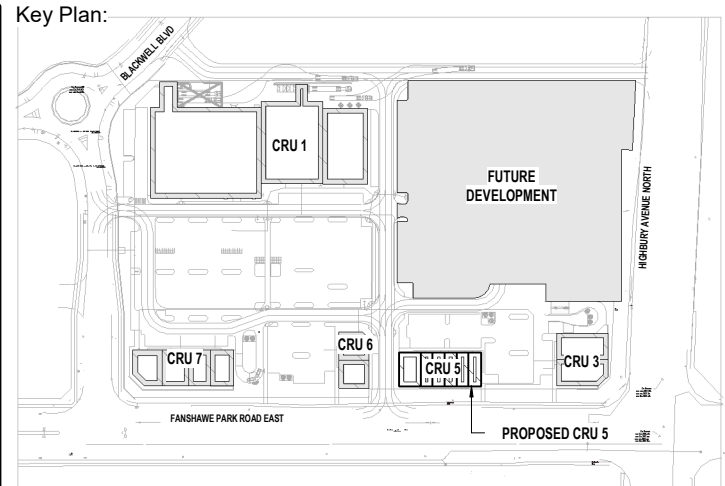 Key Plan:
BLACKWELL BLVD
CRU 1
FUTURE
DEVELOPMENT
HIGHBURY AVENUE NORTH
CRU 7
CRU 6
CRU 5
CRU 3
FANSHAWE PARK ROAD EAST
PROPOSED CRU 5